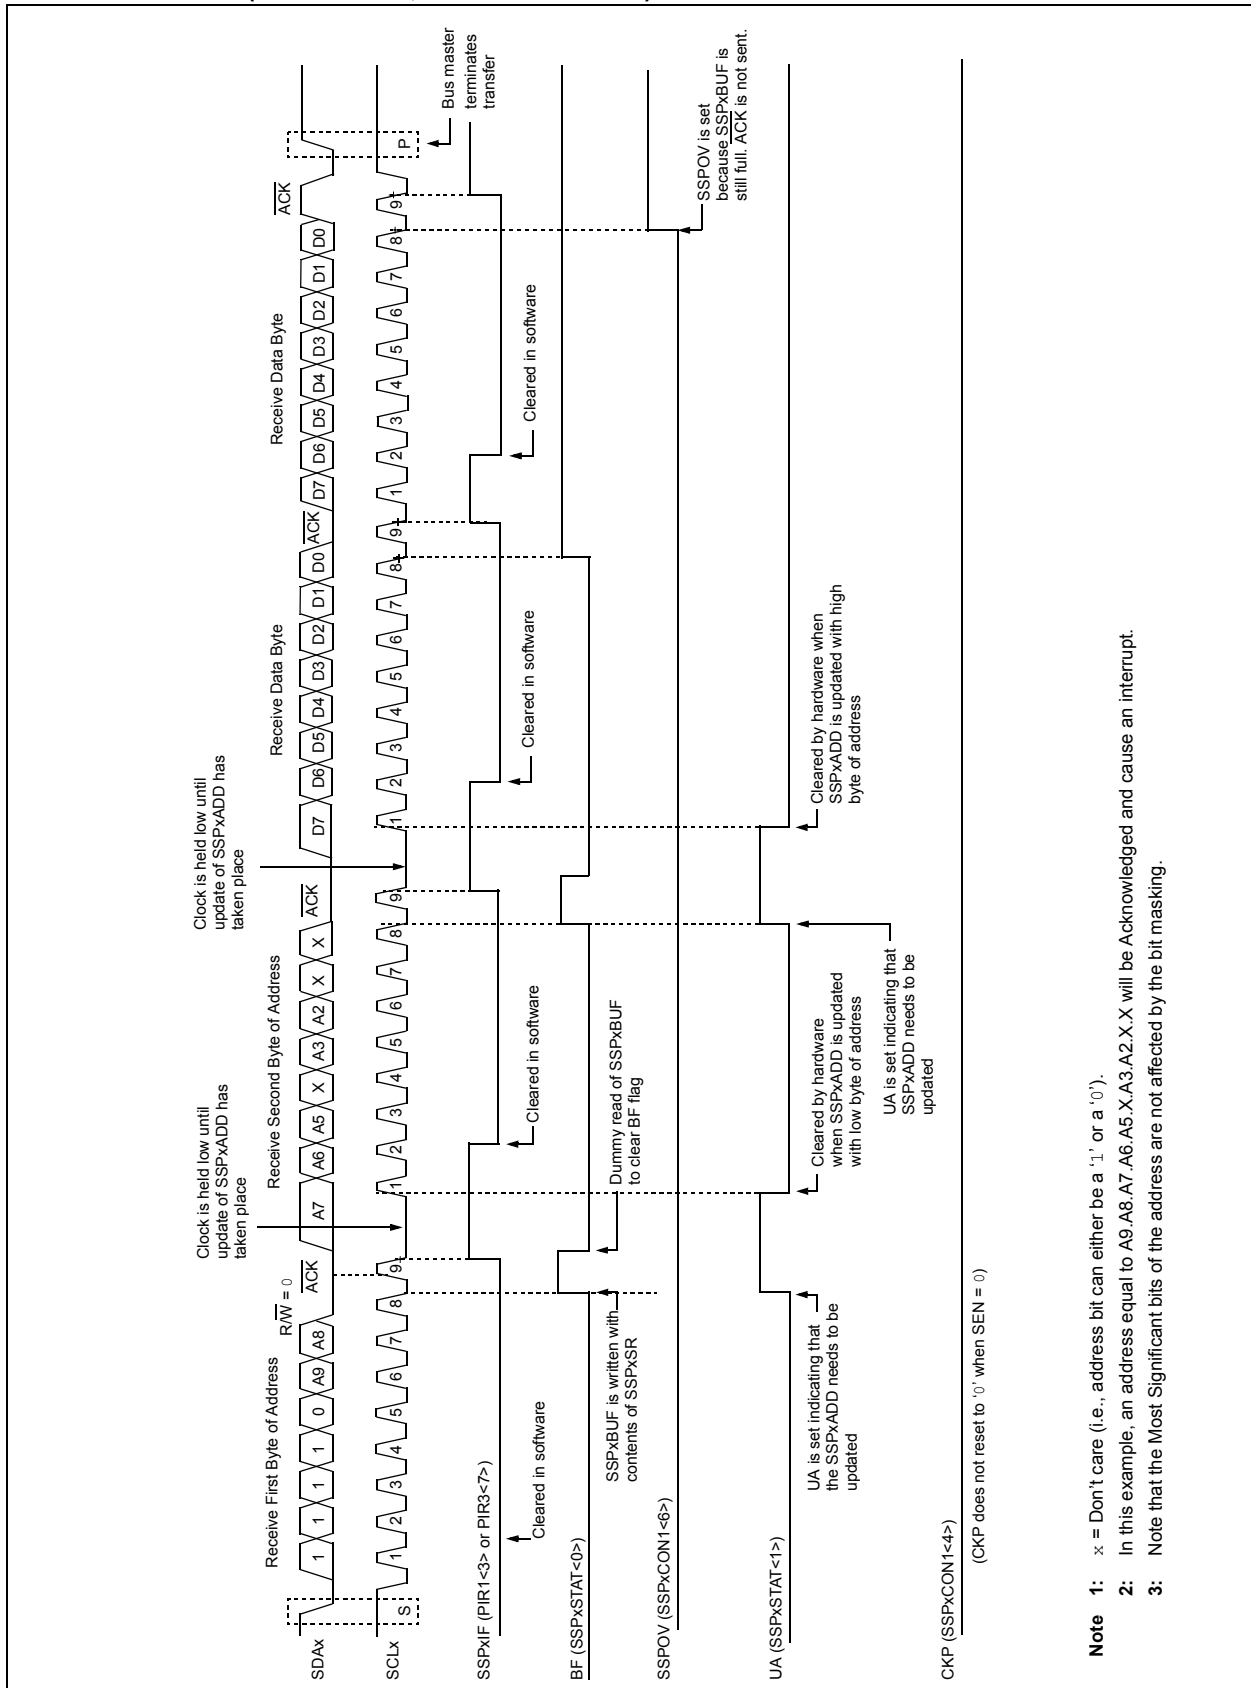 Receive First Byte of Address
R/W = 0
ACK
Clock is held low until
update of SSPxADD has
taken place
Receive Second Byte of Address
ACK
Clock is held low until
update of SSPxADD has
taken place
Receive Data Byte
ACK
Receive Data Byte
ACK
SDAx
1 1 1 1 0 A9 A8
A7 A6 A5 X A3 A2 X X
D7 D6 D5 D4 D3 D2 D1 D0
D7 D6 D5 D4 D3 D2 D1 D0
SCLx
S
1 2 3 4 5 6 7 8 9
1 2 3 4 5 6 7 8 9
1 2 3 4 5 6 7 8 9
1 2 3 4 5 6 7 8 9
P
Bus master
terminates
transfer
SSPxIF (PIR1<3> or PIR3<7>)
Cleared in software
Cleared in software
Cleared in software
Cleared in software
BF (SSPxSTAT<0>)
SSPxBUF is written with
contents of SSPxSR
Dummy read of SSPxBUF
to clear BF flag
SSPOV (SSPxCON1<6>)
SSPOV is set
because SSPxBUF is
still full. ACK is not sent.
UA (SSPxSTAT<1>)
UA is set indicating that
the SSPxADD needs to be
updated
Cleared by hardware
when SSPxADD is updated
with low byte of address
UA is set indicating that
SSPxADD needs to be
updated
Cleared by hardware when
SSPxADD is updated with high
byte of address
CKP (SSPxCON1<4>)
(CKP does not reset to ‘0’ when SEN = 0)
Note 1: x = Don’t care (i.e., address bit can either be a ‘1’ or a ‘0’).
2: In this example, an address equal to A9.A8.A7.A6.A5.X.A3.A2.X.X will be Acknowledged and cause an interrupt.
3: Note that the Most Significant bits of the address are not affected by the bit masking.